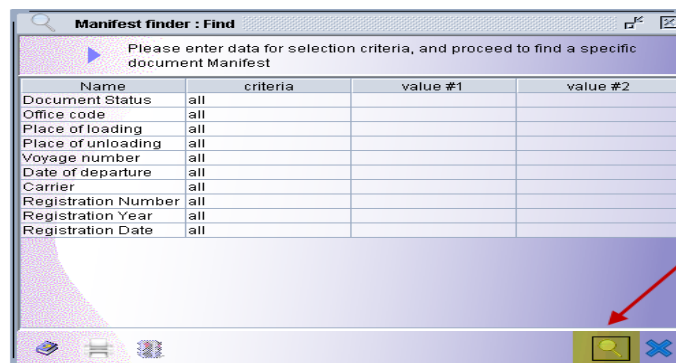 Manifest finder : Find
Please enter data for selection criteria, and proceed to find a specific
document Manifest
Name criteria value #1 value #2
Document Status all
Office code all
Place of loading all
Place of unloading all
Voyage number all
Date of departure all
Carrier all
Registration Number all
Registration Year all
Registration Date all